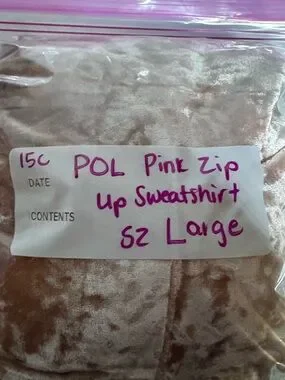 15C POL Pink Zip
DATE
Up Sweatshirt
CONTENTS
SZ Large